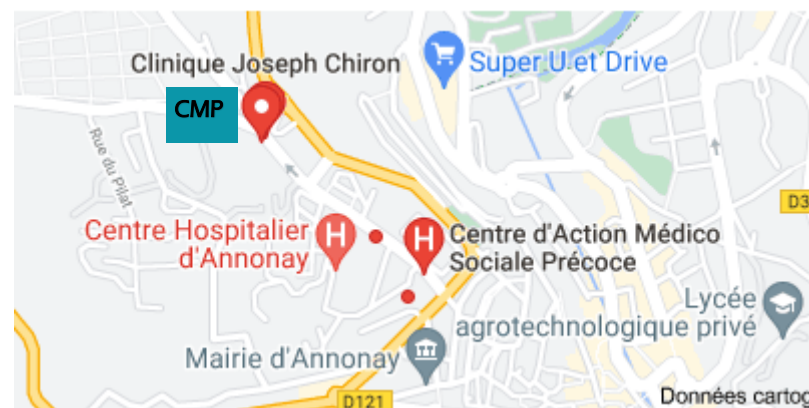 Clinique Joseph Chiron
Super U et Drive
CMP
Rue du Pilat
D3
Centre Hospitalier
d'Annonay
H
H
Centre d'Action Médico
Sociale Précoce
Lycée
agrotechnologique privé
Mairie d'Annonay
D121
Données cartog